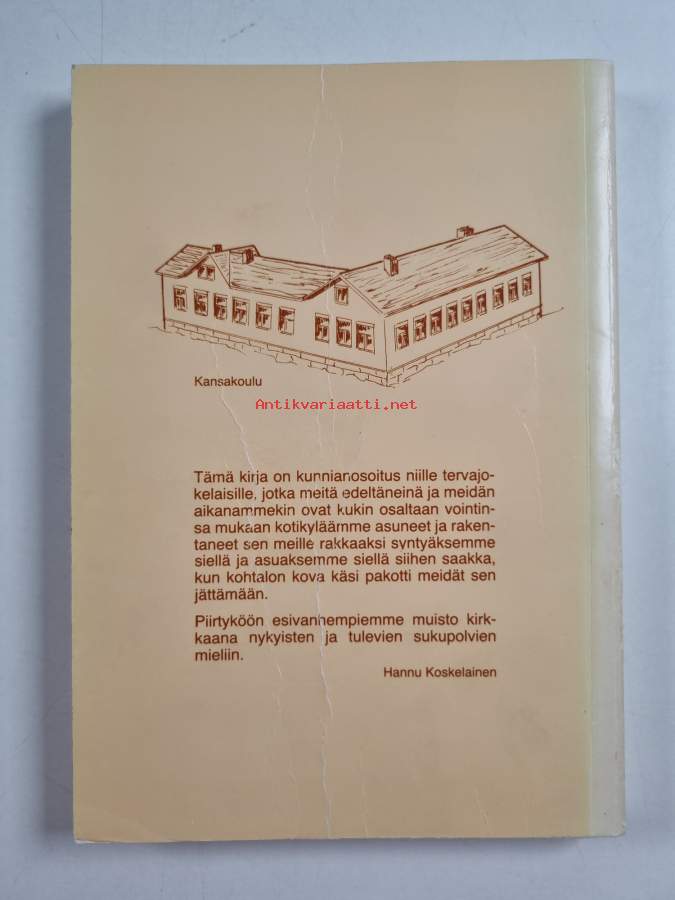 Kansakoulu
Antikvariaatti.net
Tämä kirja on kunnianosoitus niille tervajo-
kelaisille, jotka meitä edeltäneinä ja meidän
aikanammekin ovat kukin osaltaan vointin-
sa mukaan kotikyläämme asuneet ja raken-
taneet sen meille rakkaaksi syntyäksemme
siellä ja asuaksemme siellä siihen saakka,
kun kohtalon kova käsi pakotti meidät sen
jättämään.
Piirtyköön esivanhempiemme muisto kirk-
kaana nykyisten ja tulevien sukupolvien
mieliin.
Hannu Koskelainen